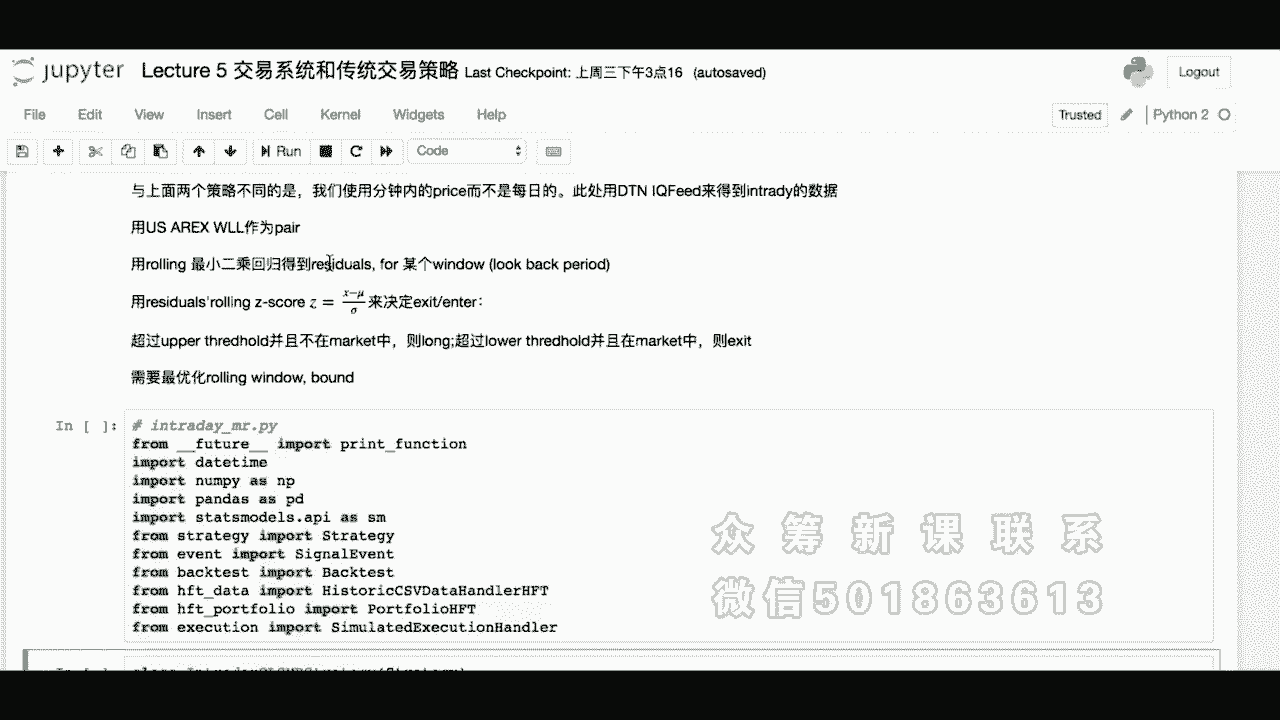 jupyter Lecture 5 交易系统和传统交易策略 Last Checkpoint: 上周三下午3点16 (autosaved)
Logout
File Edit View Insert Cell Kernel Widgets Help
Trusted
Python 2
Run
Code
与上面两个策略不同的是，我们使用分钟内的price而不是每日的。此处用DTN IQFeed来得到intrady的数据
用US AREX WLL作为pair
用rolling 最小二乘回归得到residuals, for 某个window (look back period)
用residuals'rolling z-score z = x−μ/σ 来决定exit/enter：
超过upper thredhold并且不在market中，则long;超过lower thredhold并且在market中，则exit
需要最优化rolling window, bound
In [ ]:
# intraday_mr.py
from __future__ import print_function
import datetime
import numpy as np
import pandas as pd
import statsmodels.api as sm
from strategy import Strategy
from event import SignalEvent
from backtest import Backtest
from hft_data import HistoricCSVDataHandlerHFT
from hft_portfolio import PortfolioHFT
from execution import SimulatedExecutionHandler
众筹新课联系
微信501863613